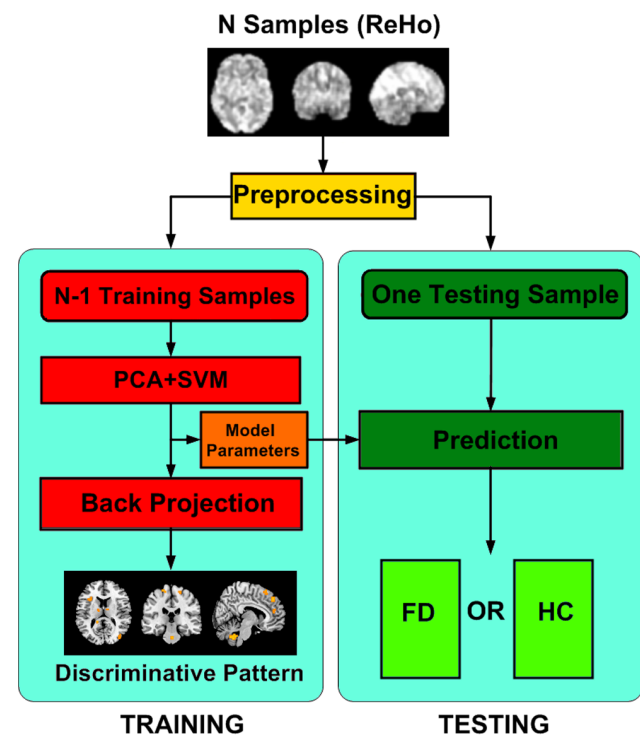 N Samples (ReHo)
Preprocessing
N-1 Training Samples
PCA+SVM
Model
Parameters
Back Projection
Discriminative Pattern
TRAINING
One Testing Sample
Prediction
FD OR HC
TESTING